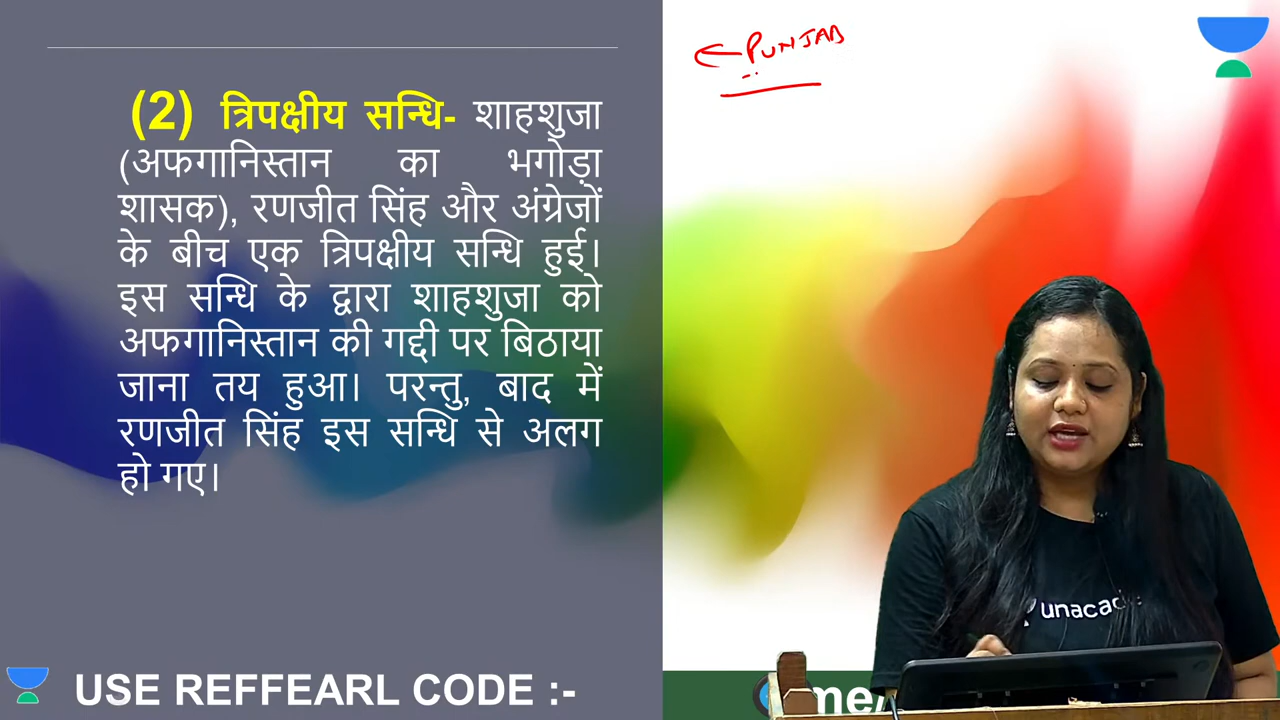 (2) त्रिपक्षीय सन्धि- शाहशुजा
(अफगानिस्तान का भगोड़ा
शासक), रणजीत सिंह और अंग्रेजों
के बीच एक त्रिपक्षीय सन्धि हुई।
इस सन्धि के द्वारा शाहशुजा को
अफगानिस्तान की गद्दी पर बिठाया
जाना तय हुआ। परन्तु, बाद में
रणजीत सिंह इस सन्धि से अलग
हो गए।
USE REFFEARL CODE :-
PUNJAB